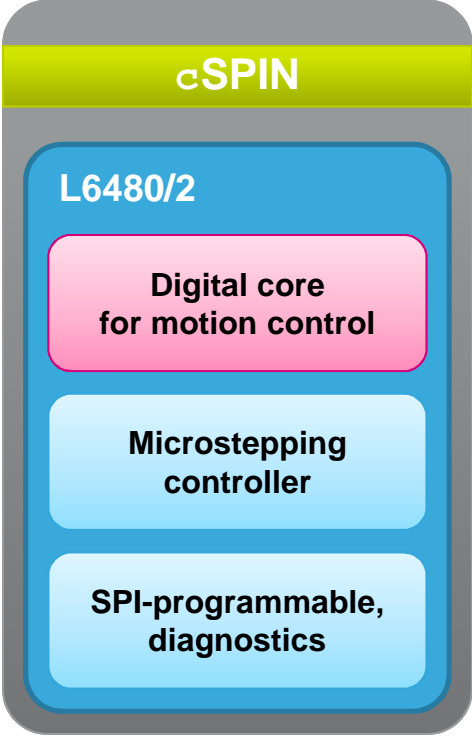 cSPIN
L6480/2
Digital core
for motion control
Microstepping
controller
SPI-programmable,
diagnostics